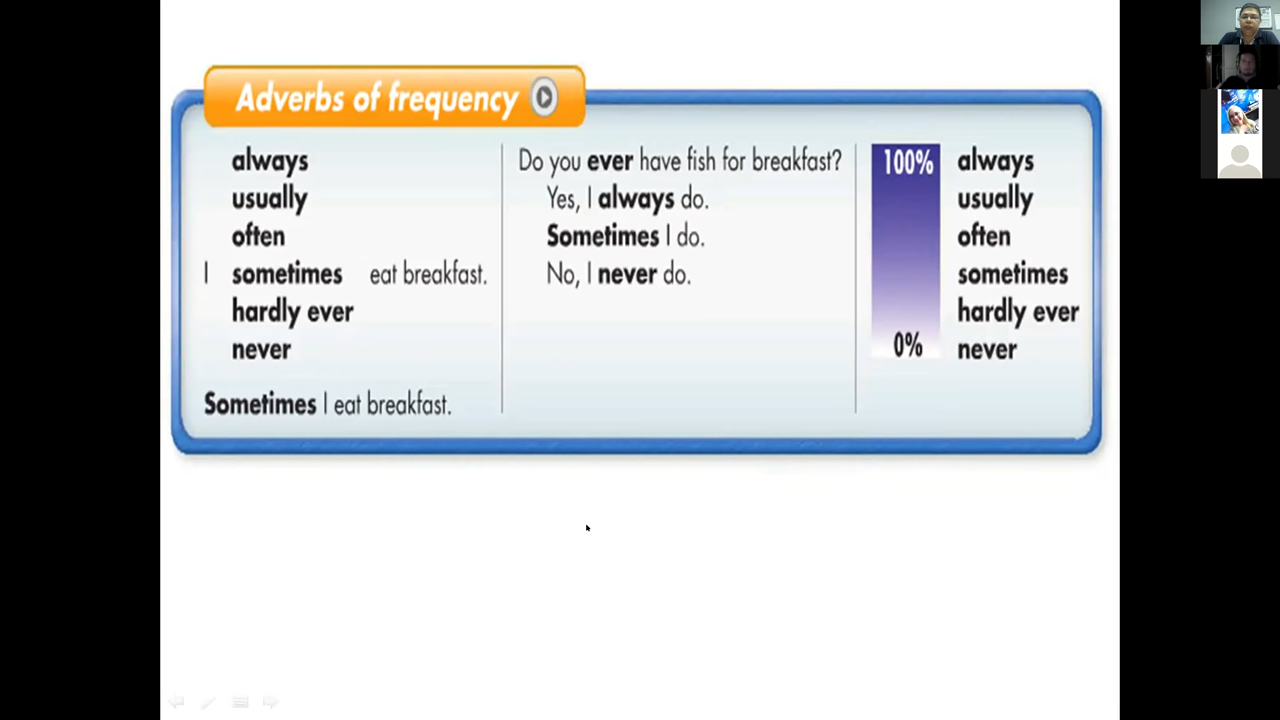 Adverbs of frequency
always
usually
often
I sometimes eat breakfast.
hardly ever
never
Sometimes I eat breakfast.
Do you ever have fish for breakfast?
Yes, I always do.
Sometimes I do.
No, I never do.
100% always
usually
often
sometimes
hardly ever
0% never